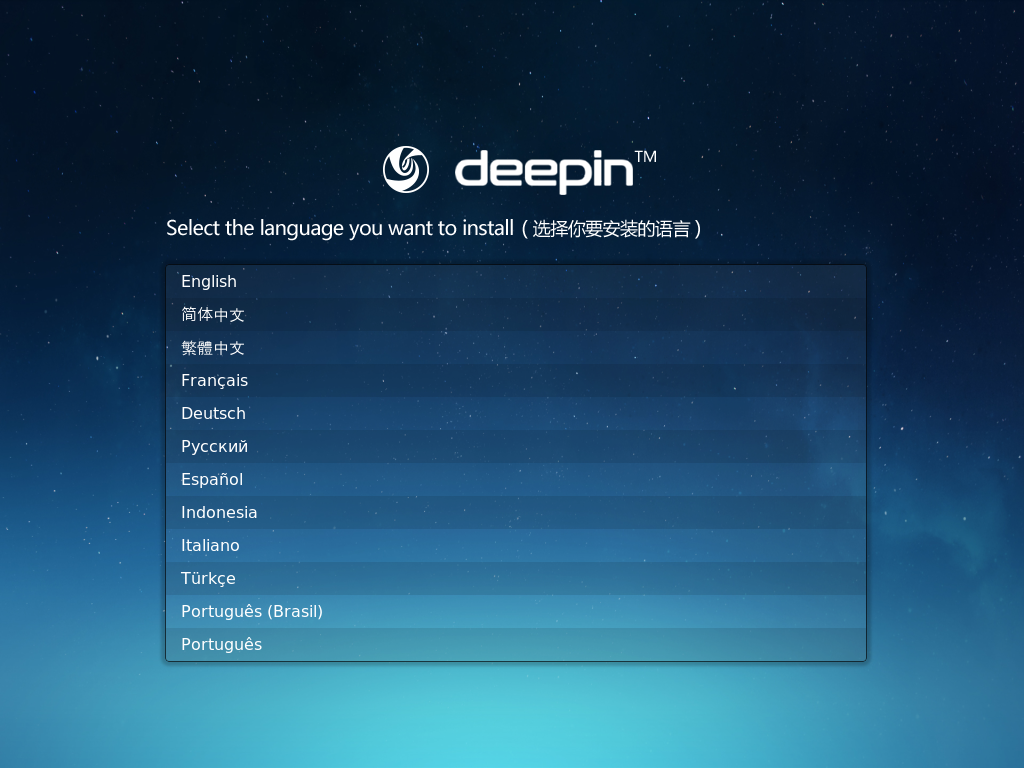 deepin™
Select the language you want to install ( 选择你要安装的语言 )
English
简体中文
繁體中文
Français
Deutsch
Русский
Español
Indonesia
Italiano
Türkçe
Português (Brasil)
Português